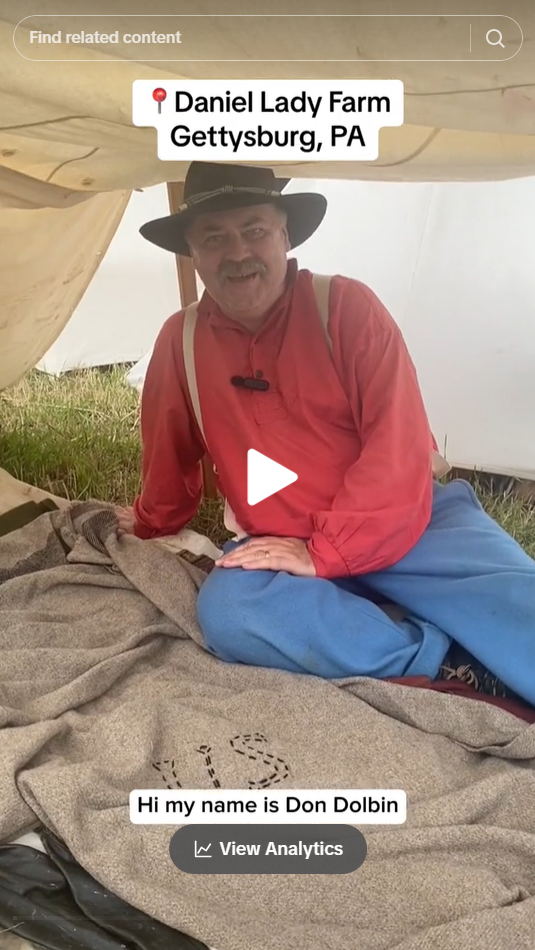 Find related content
Daniel Lady Farm
Gettysburg, PA
US
Hi my name is Don Dolbin
View Analytics